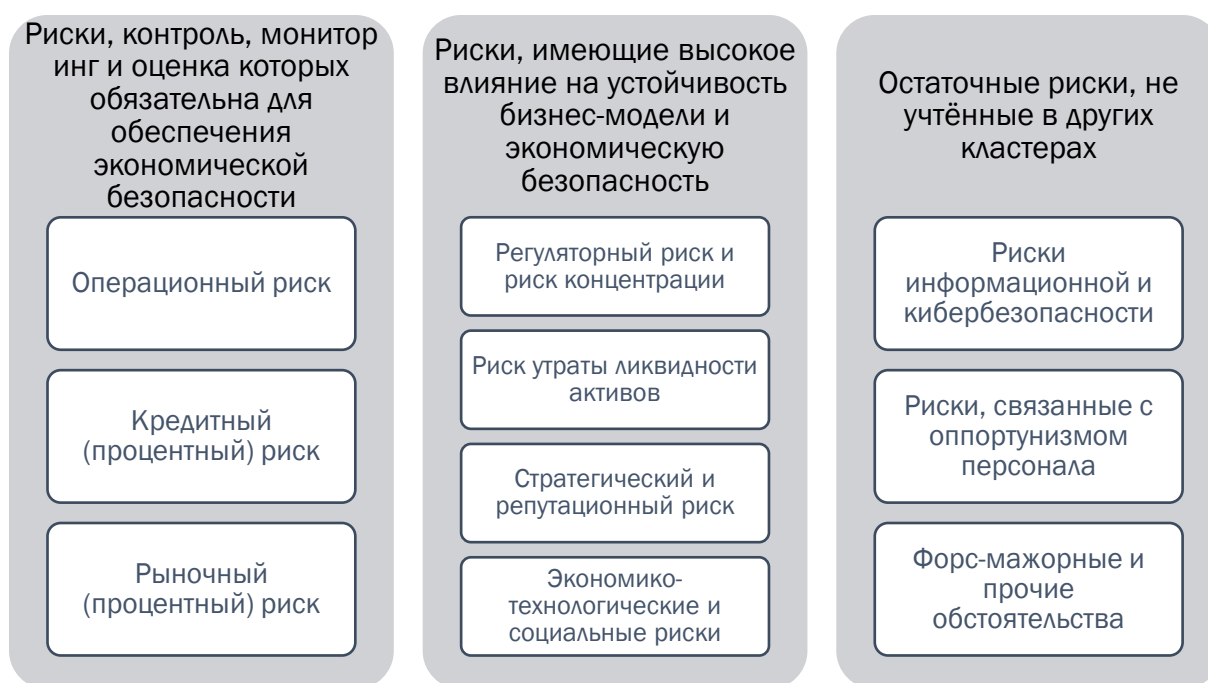 Риски, контроль, монитор
инг и оценка которых
обязательна для
обеспечения
экономической
безопасности
Операционный риск
Кредитный
(процентный) риск
Рыночный
(процентный) риск
Риски, имеющие высокое
влияние на устойчивость
бизнес-модели и
экономическую
безопасность
Регуляторный риск и
риск концентрации
Риск утраты ликвидности
активов
Стратегический и
репутационный риск
Экономико-
технологические и
социальные риски
Остаточные риски, не
учтённые в других
кластерах
Риски
информационной и
кибербезопасности
Риски, связанные с
оппортунизмом
персонала
Форс-мажорные и
прочие
обстоятельства